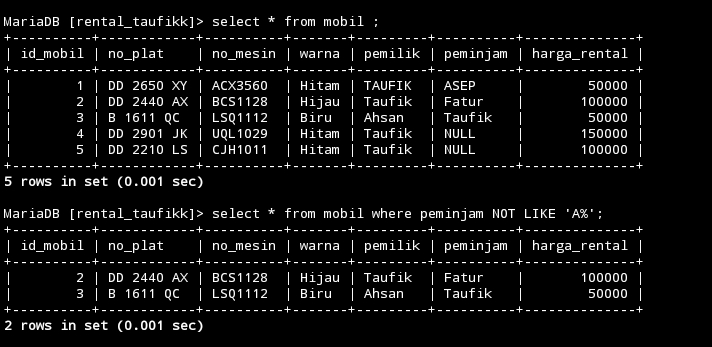 MariaDB [rental_taufikk]> select * from mobil ;
+----------+------------+----------+-------+---------+----------+--------------+
| id_mobil | no_plat    | no_mesin | warna | pemilik | peminjam | harga_rental |
+----------+------------+----------+-------+---------+----------+--------------+
|        1 | DD 2650 XY | ACX3560  | Hitam | TAUFIK  | ASEP     |        50000 |
|        2 | DD 2440 AX | BCS1128  | Hijau | Taufik  | Fatur    |       100000 |
|        3 | B 1611 QC  | LSQ1112  | Biru  | Ahsan   | Taufik   |        50000 |
|        4 | DD 2901 JK | UQL1029  | Hitam | Taufik  | NULL     |       150000 |
|        5 | DD 2210 LS | CJH1011  | Hitam | Taufik  | NULL     |       100000 |
+----------+------------+----------+-------+---------+----------+--------------+
5 rows in set (0.001 sec)
MariaDB [rental_taufikk]> select * from mobil where peminjam NOT LIKE 'A%';
+----------+------------+----------+-------+---------+----------+--------------+
| id_mobil | no_plat    | no_mesin | warna | pemilik | peminjam | harga_rental |
+----------+------------+----------+-------+---------+----------+--------------+
|        2 | DD 2440 AX | BCS1128  | Hijau | Taufik  | Fatur    |       100000 |
|        3 | B 1611 QC  | LSQ1112  | Biru  | Ahsan   | Taufik   |        50000 |
+----------+------------+----------+-------+---------+----------+--------------+
2 rows in set (0.001 sec)